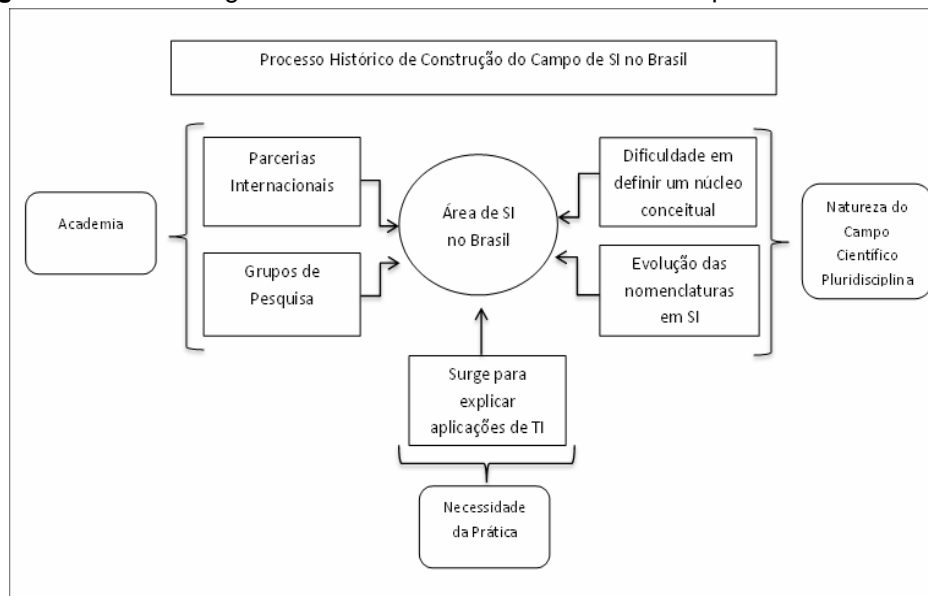 Processo Histórico de Construção do Campo de SI no Brasil
Academia
Parcerias
Internacionais
Grupos de
Pesquisa
Área de SI
no Brasil
Dificuldade em
definir um núcleo
conceitual
Evolução das
nomenclaturas
em SI
Natureza do
Campo
Científico
Pluridisciplina
Surge para
explicar
aplicações de TI
Necessidade
da Prática